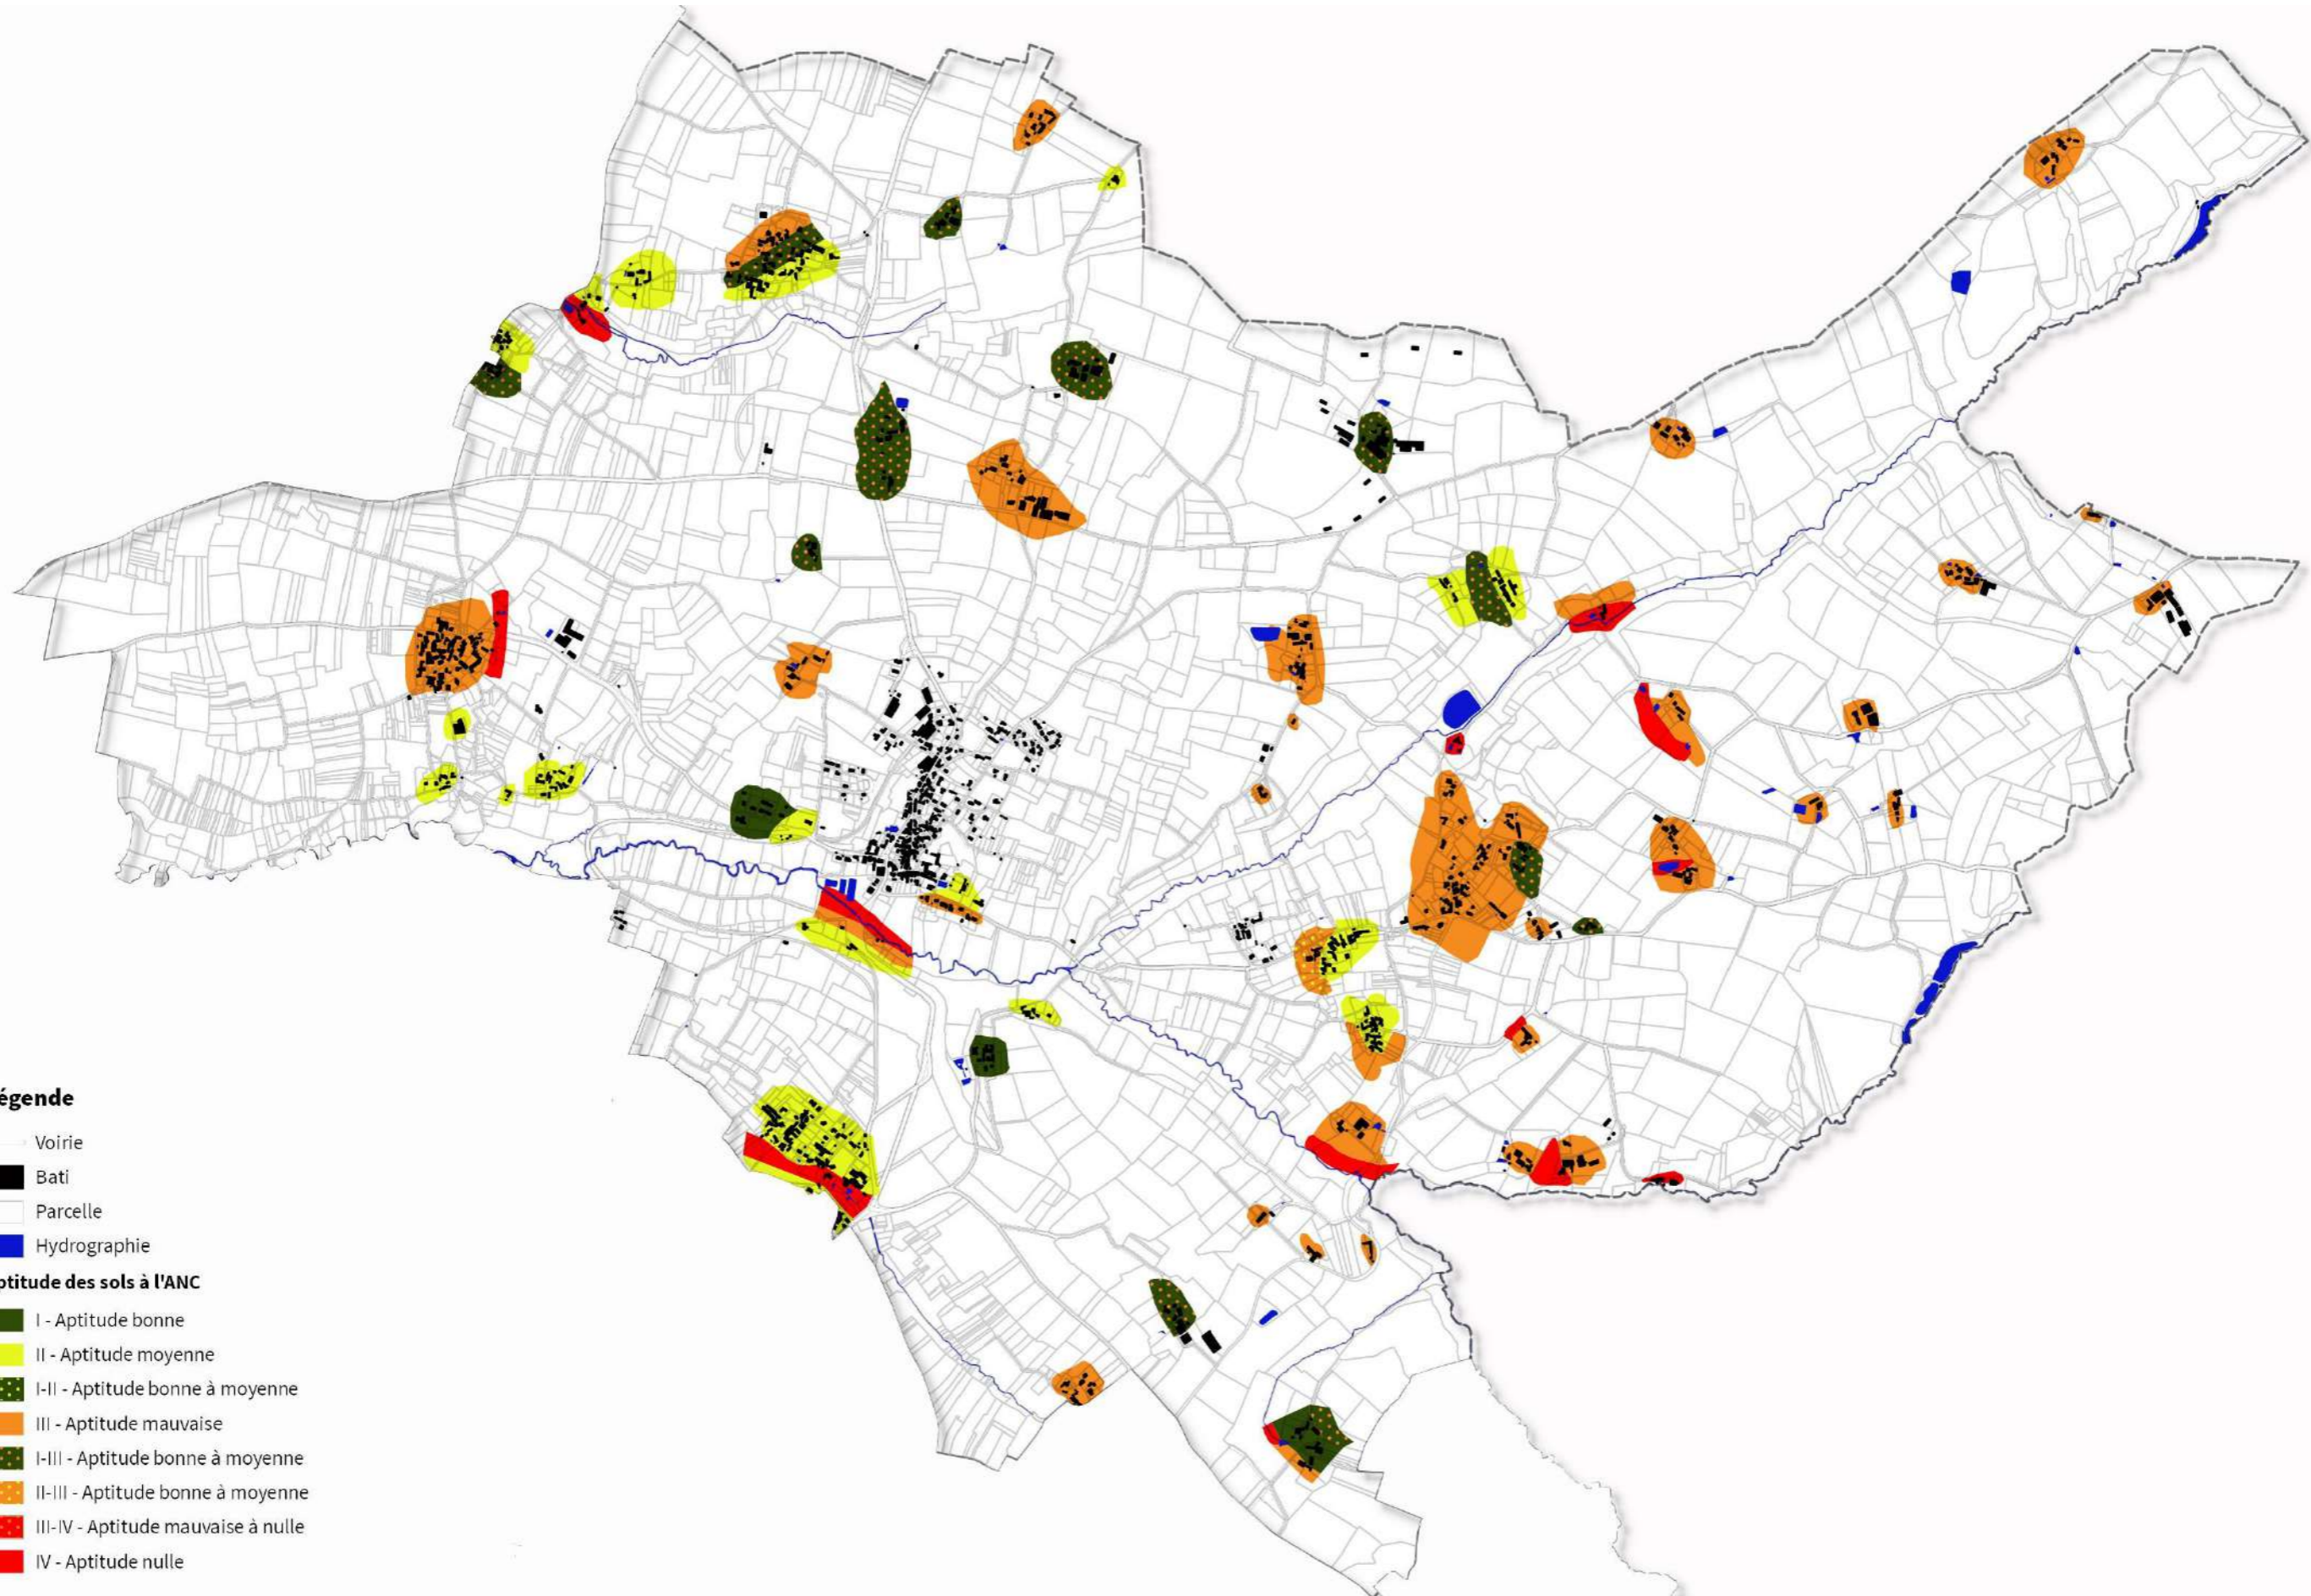 égende
Voirie
Bati
Parcelle
Hydrographie
ptitude des sols à l'ANC
I - Aptitude bonne
II - Aptitude moyenne
I-II - Aptitude bonne à moyenne
III - Aptitude mauvaise
I-III - Aptitude bonne à moyenne
II-III - Aptitude bonne à moyenne
III-IV - Aptitude mauvaise à nulle
IV - Aptitude nulle